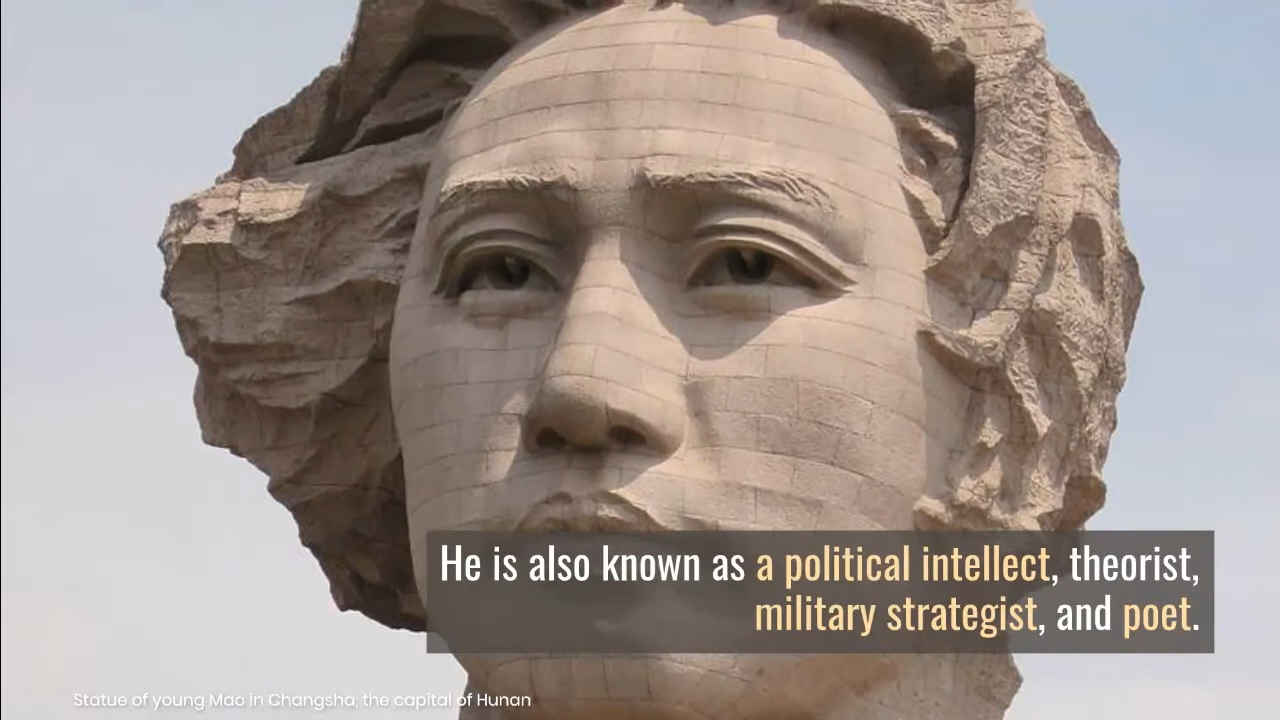 He is also known as a political intellect, theorist,
military strategist, and poet.
Statue of young Mao in Changsha, the capital of Hunan